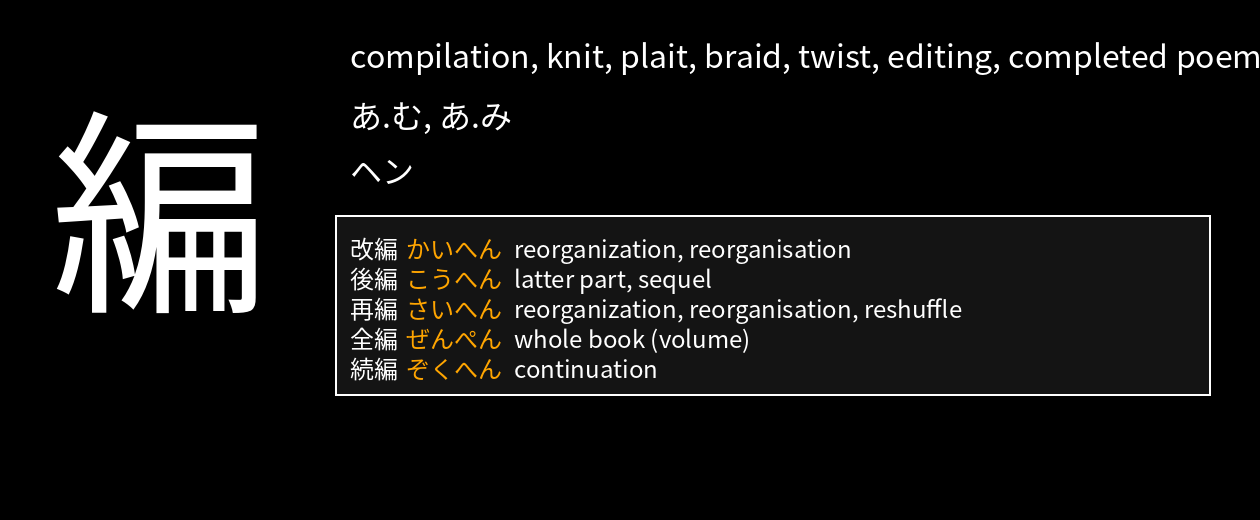 編
compilation, knit, plait, braid, twist, editing, completed poem
あ.む, あ.み
ヘン
改編 かいへん reorganization, reorganisation
後編 こうへん latter part, sequel
再編 さいへん reorganization, reorganisation, reshuffle
全編 ぜんぺん whole book (volume)
続編 ぞくへん continuation